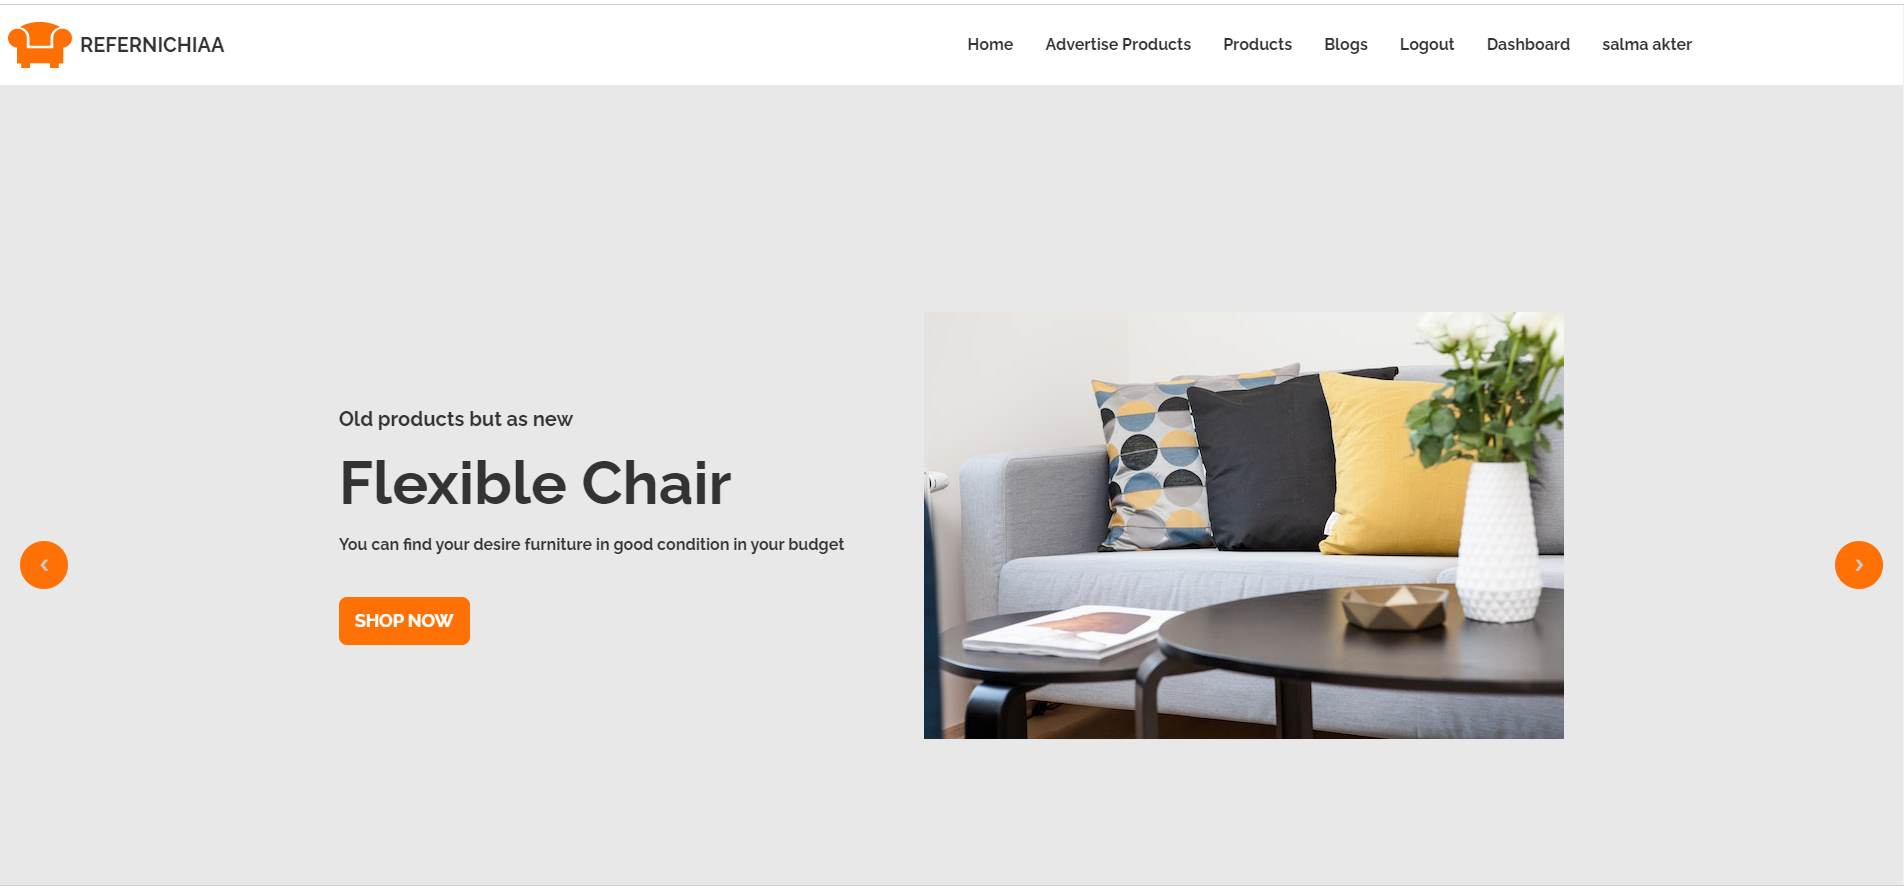 REFERNICHIAA
Home Advertise Products Products Blogs Logout Dashboard salma akter
Old products but as new
Flexible Chair
You can find your desire furniture in good condition in your budget
SHOP NOW